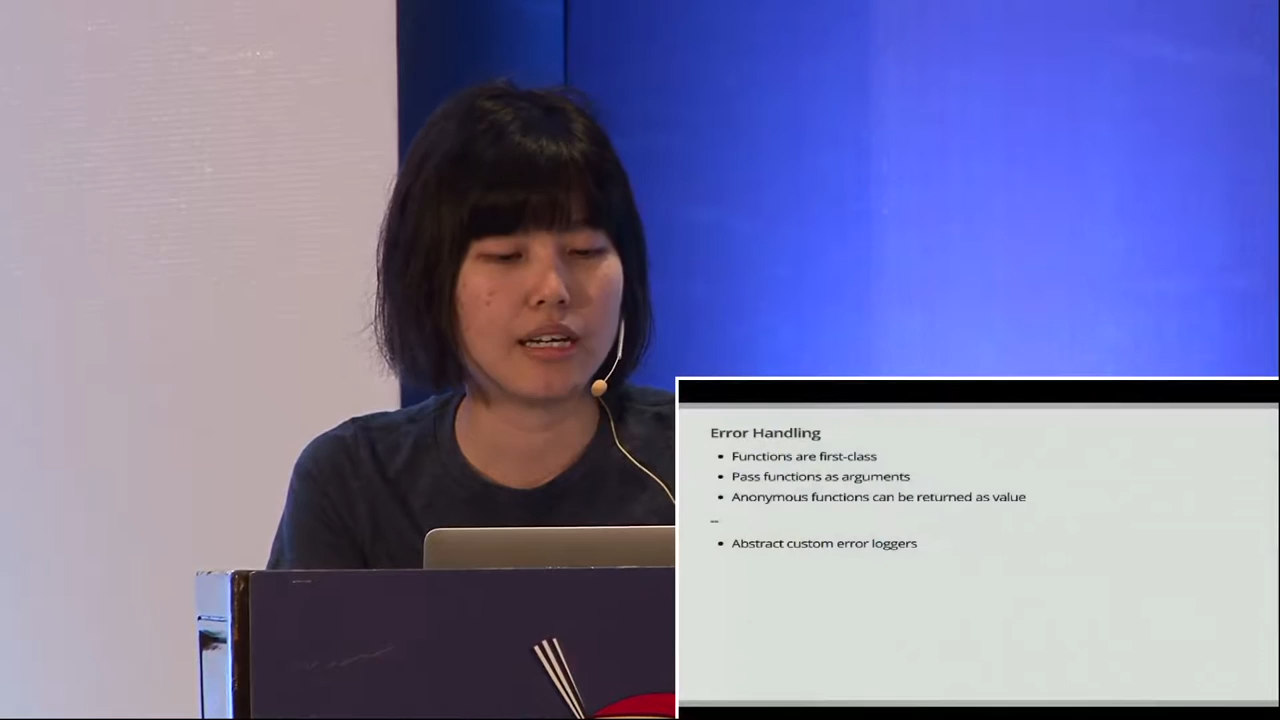 Error Handling
• Functions are first-class
• Pass functions as arguments
• Anonymous functions can be returned as value
--
• Abstract custom error loggers